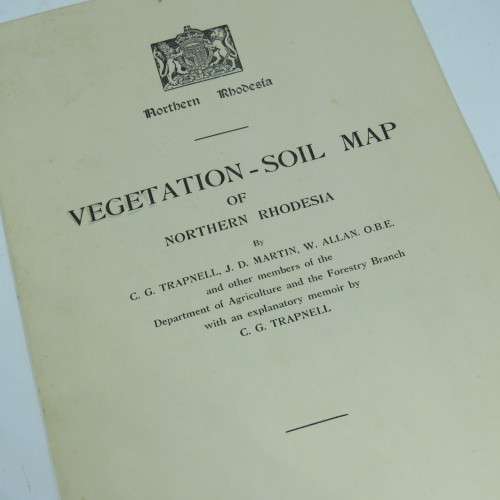 Northern Rhodesia
VEGETATION-SOIL MAP
OF
NORTHERN RHODESIA
By
C. G. TRAPNELL, J. D. MARTIN, W. ALLAN, O.B.E.
and other members of the
Department of Agriculture and the Forestry Branch
with an explanatory memoir by
C. G. TRAPNELL